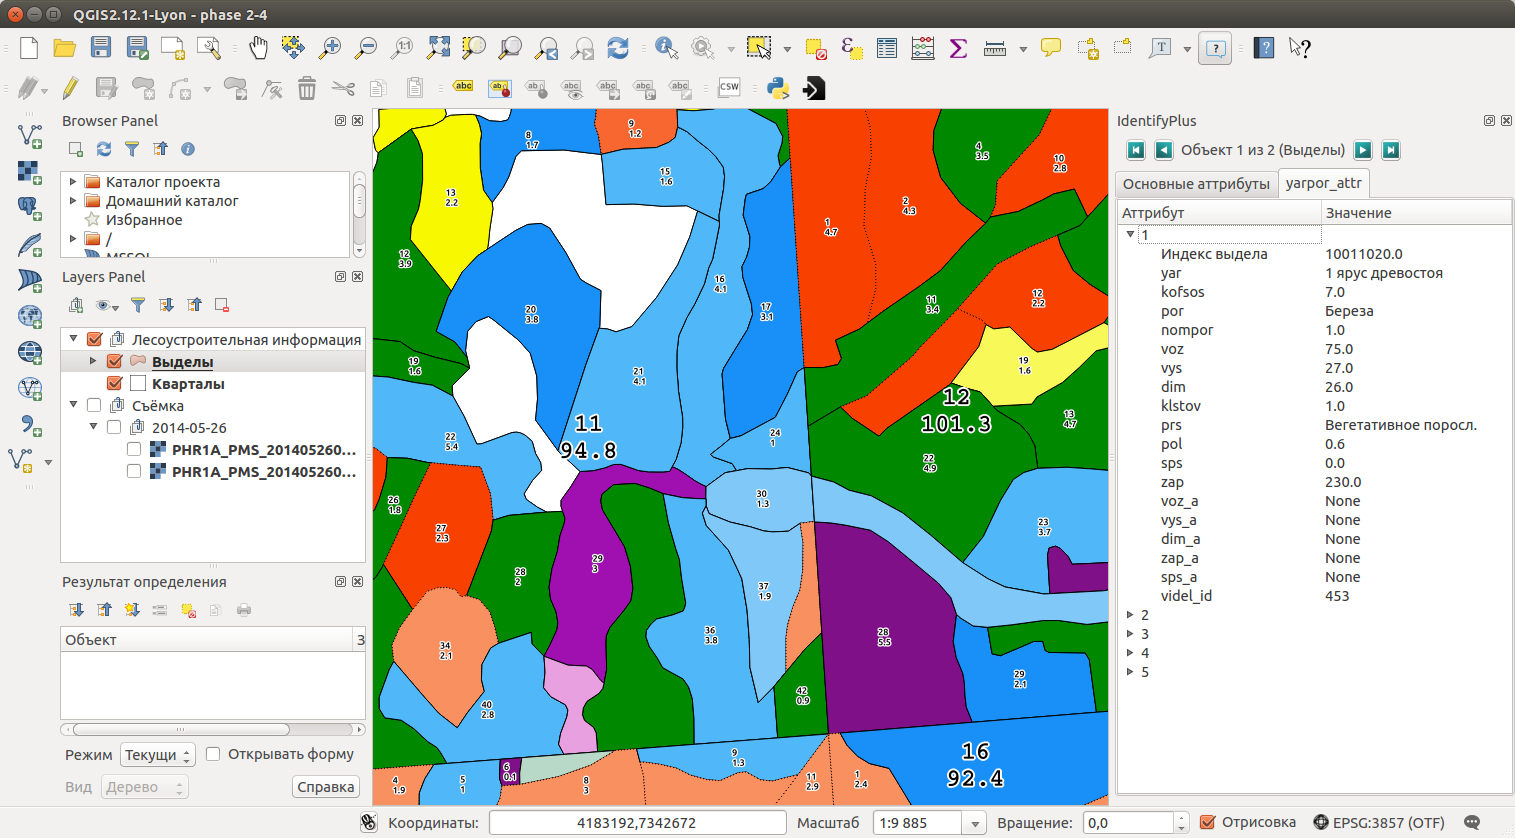 QGIS2.12.1-Lyon - phase 2-4
Browser Panel
Каталог проекта
Домашний каталог
Избранное
/
MSSQL
Layers Panel
Лесоустроительная информация
Выделы
Кварталы
Съёмка
2014-05-26
PHR1A_PMS_201405260...
PHR1A_PMS_201405260...
Результат определения
Объект
З
Режим
Текущи
Открывать форму
Вид
Дерево
Справка
1:1
abc
abc
ab
abc
abc
abc
abc
CSW
8
1.7
9
1.2
15
1.6
13
2.2
12
3.9
20
3.8
16
4.1
17
3.1
1
4.7
2
4.3
4
3.5
10
2.8
11
3.4
12
2.2
19
1.6
19
1.6
21
4.1
13
4.7
12
101.3
11
94.8
22
5.4
24
1
22
4.9
26
1.8
27
2.3
30
1.3
23
3.7
28
2
29
3
37
1.9
36
3.8
28
5.5
34
2.1
29
2.1
42
0.9
40
2.8
16
92.4
9
1.3
6
0.1
4
1.9
5
1
8
3
11
2.9
1
2.4
IdentifyPlus
Объект 1 из 2 (Выделы)
Основные атрибуты
yarpor_attr
Аттрибут Значение
1
Индекс выдела 10011020.0
yar 1 ярус древостоя
kofsos 7.0
por Береза
nompor 1.0
voz 75.0
vys 27.0
dim 26.0
klstov 1.0
prs Вегетативное поросл.
pol 0.6
sps 0.0
zap 230.0
voz_a None
vys_a None
dim_a None
zap_a None
sps_a None
videl_id 453
2
3
4
5
Координаты: 4183192,7342672 Масштаб 1:9 885 Вращение: 0,0 Отрисовка EPSG:3857 (OTF)